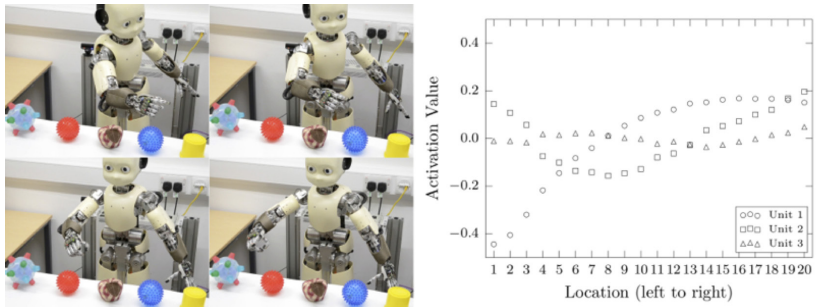 0.4
0.2
0.0
−0.2
−0.4
Activation Value
Unit 1
Unit 2
Unit 3
1 2 3 4 5 6 7 8 9 10 11 12 13 14 15 16 17 18 19 20
Location (left to right)